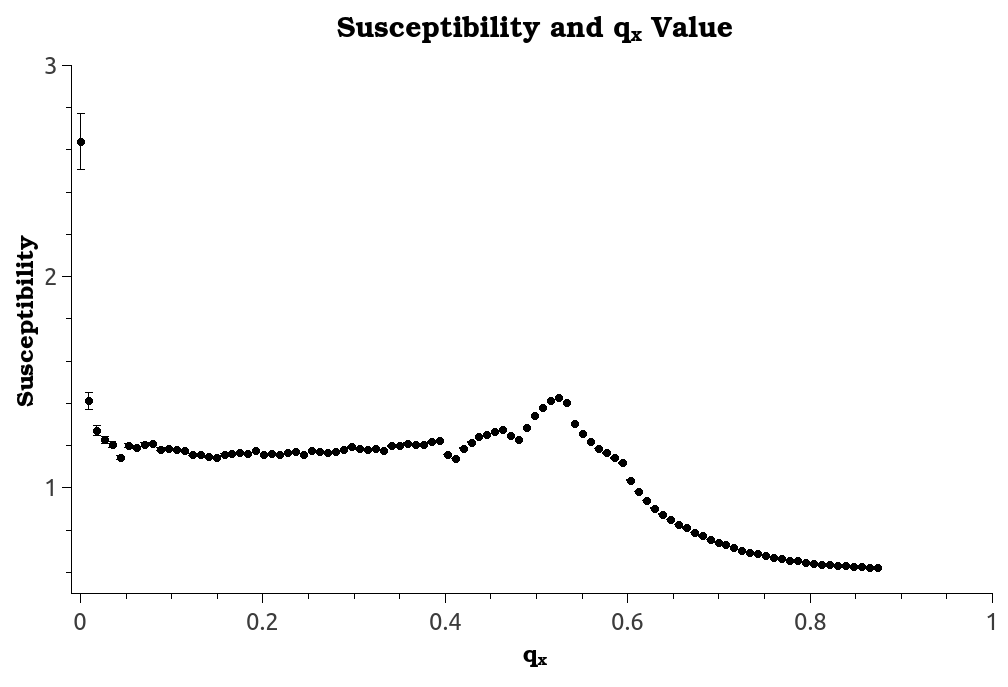 Susceptibility and qₓ Value
3
2
1
Susceptibility
0 0.2 0.4 0.6 0.8 1
qₓ